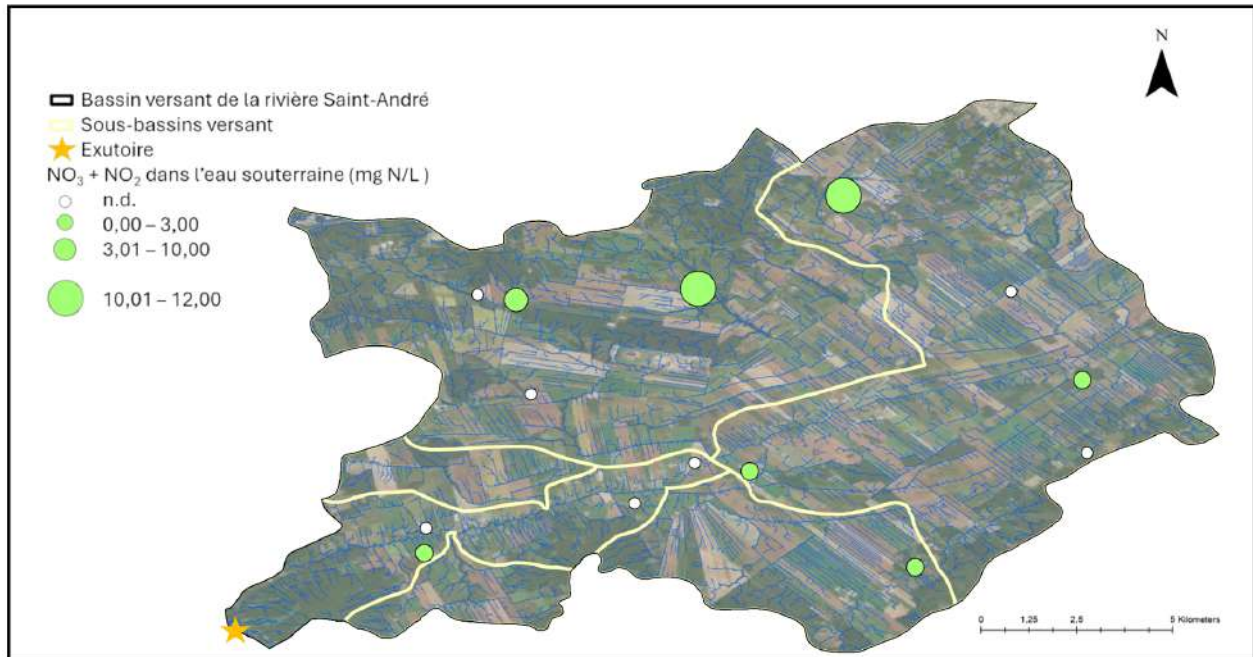 N
Bassin versant de la rivière Saint-André
Sous-bassins versant
Exutoire
NO₃ + NO₂ dans l'eau souterraine (mg N/L )
n.d.
0,00 – 3,00
3,01 – 10,00
10,01 – 12,00
0 1,25 2,5 5 Kilometers